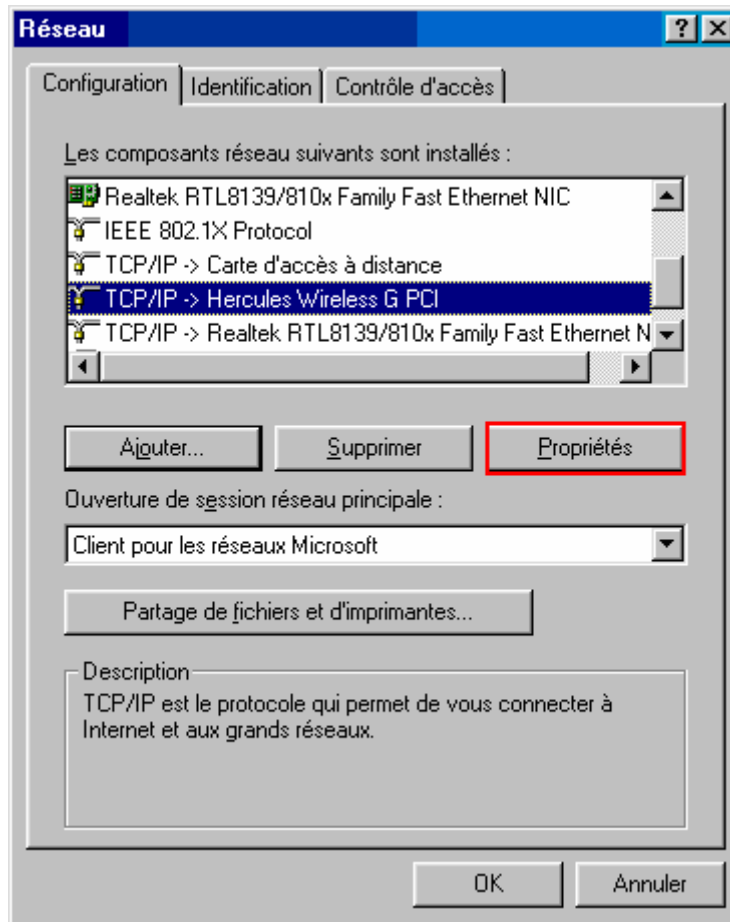 Réseau
Configuration Identification Contrôle d'accès
Les composants réseau suivants sont installés :
Realtek RTL8139/810x Family Fast Ethernet NIC
IEEE 802.1X Protocol
TCP/IP -> Carte d'accès à distance
TCP/IP -> Hercules Wireless G PCI
TCP/IP -> Realtek RTL8139/810x Family Fast Ethernet N
Ajouter... Supprimer Propriétés
Ouverture de session réseau principale :
Client pour les réseaux Microsoft
Partage de fichiers et d'imprimantes...
Description
TCP/IP est le protocole qui permet de vous connecter à
Internet et aux grands réseaux.
OK Annuler